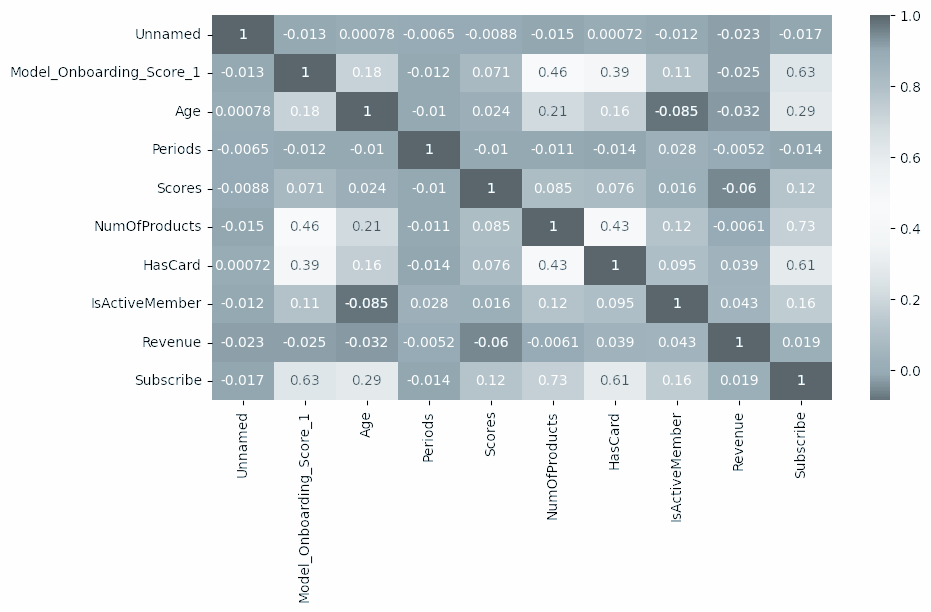 Unnamed 1 -0.013 0.00078 -0.0065 -0.0088 -0.015 0.00072 -0.012 -0.023 -0.017
Model_Onboarding_Score_1 -0.013 1 0.18 -0.012 0.071 0.46 0.39 0.11 -0.025 0.63
Age 0.00078 0.18 1 -0.01 0.024 0.21 0.16 -0.085 -0.032 0.29
Periods -0.0065 -0.012 -0.01 1 -0.01 -0.011 -0.014 0.028 -0.0052 -0.014
Scores -0.0088 0.071 0.024 -0.01 1 0.085 0.076 0.016 -0.06 0.12
NumOfProducts -0.015 0.46 0.21 -0.011 0.085 1 0.43 0.12 -0.0061 0.73
HasCard 0.00072 0.39 0.16 -0.014 0.076 0.43 1 0.095 0.039 0.61
IsActiveMember -0.012 0.11 -0.085 0.028 0.016 0.12 0.095 1 0.043 0.16
Revenue -0.023 -0.025 -0.032 -0.0052 -0.06 -0.0061 0.039 0.043 1 0.019
Subscribe -0.017 0.63 0.29 -0.014 0.12 0.73 0.61 0.16 0.019 1
Unnamed
Model_Onboarding_Score_1
Age
Periods
Scores
NumOfProducts
HasCard
IsActiveMember
Revenue
Subscribe
1.0
0.8
0.6
0.4
0.2
0.0